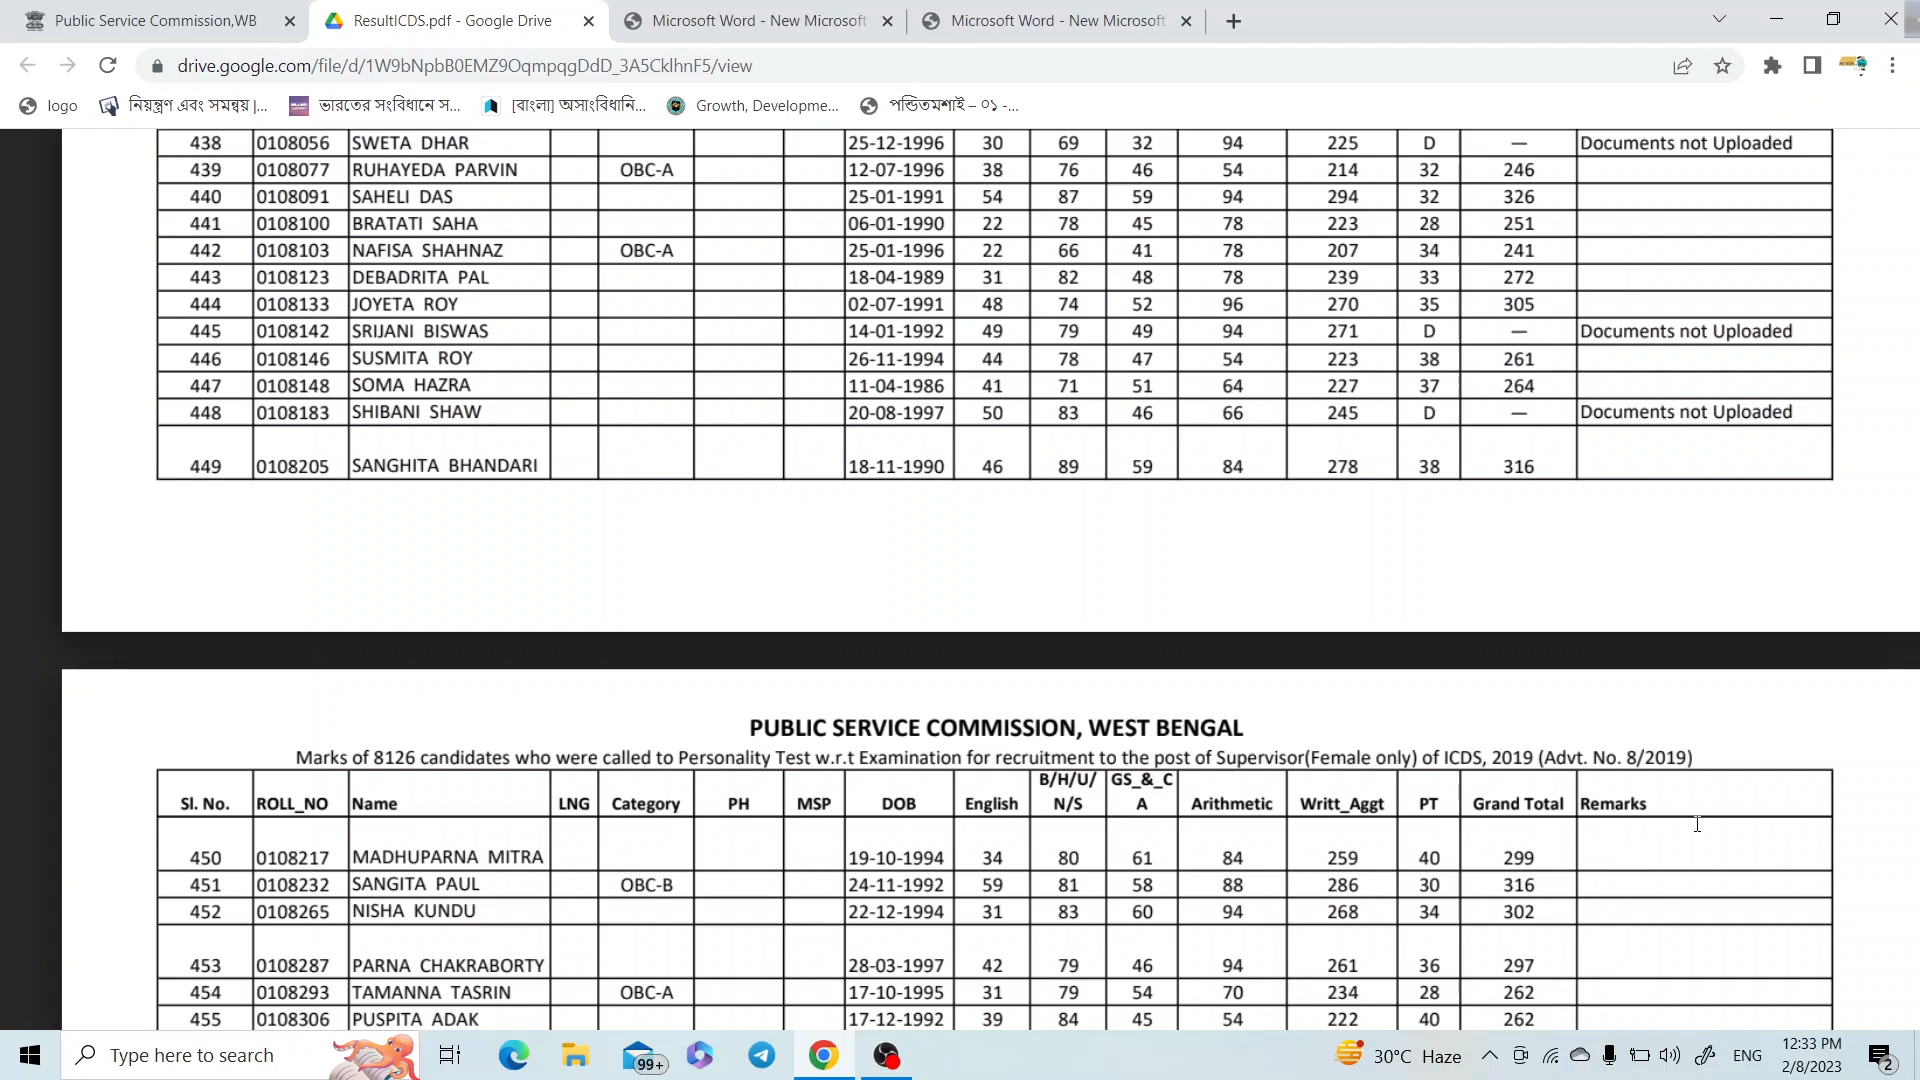 Public Service Commission,WB
ResultICDS.pdf - Google Drive
Microsoft Word - New Microsoft
Microsoft Word - New Microsoft
drive.google.com/file/d/1W9bNpbB0EMZ9OqmpqgDdD_3A5CklhnF5/view
logo নিয়ন্ত্রণ এবং সমন্বয় |... ভারতের সংবিধানে স... [বাংলা] অসাংবিধানি... Growth, Developme... পন্ডিতমশাই – ০১ -...
438 0108056 SWETA DHAR 25-12-1996 30 69 32 94 225 D — Documents not Uploaded
439 0108077 RUHAYEDA PARVIN OBC-A 12-07-1996 38 76 46 54 214 32 246
440 0108091 SAHELI DAS 25-01-1991 54 87 59 94 294 32 326
441 0108100 BRATATI SAHA 06-01-1990 22 78 45 78 223 28 251
442 0108103 NAFISA SHAHNAZ OBC-A 25-01-1996 22 66 41 78 207 34 241
443 0108123 DEBADRITA PAL 18-04-1989 31 82 48 78 239 33 272
444 0108133 JOYETA ROY 02-07-1991 48 74 52 96 270 35 305
445 0108142 SRIJANI BISWAS 14-01-1992 49 79 49 94 271 D — Documents not Uploaded
446 0108146 SUSMITA ROY 26-11-1994 44 78 47 54 223 38 261
447 0108148 SOMA HAZRA 11-04-1986 41 71 51 64 227 37 264
448 0108183 SHIBANI SHAW 20-08-1997 50 83 46 66 245 D — Documents not Uploaded
449 0108205 SANGHITA BHANDARI 18-11-1990 46 89 59 84 278 38 316
PUBLIC SERVICE COMMISSION, WEST BENGAL
Marks of 8126 candidates who were called to Personality Test w.r.t Examination for recruitment to the post of Supervisor(Female only) of ICDS, 2019 (Advt. No. 8/2019)
Sl. No. ROLL_NO Name LNG Category PH MSP DOB English B/H/U/N/S GS_&_CA Arithmetic Writt_Aggt PT Grand Total Remarks
450 0108217 MADHUPARNA MITRA 19-10-1994 34 80 61 84 259 40 299
451 0108232 SANGITA PAUL OBC-B 24-11-1992 59 81 58 88 286 30 316
452 0108265 NISHA KUNDU 22-12-1994 31 83 60 94 268 34 302
453 0108287 PARNA CHAKRABORTY 28-03-1997 42 79 46 94 261 36 297
454 0108293 TAMANNA TASRIN OBC-A 17-10-1995 31 79 54 70 234 28 262
455 0108306 PUSPITA ADAK 17-12-1992 39 84 45 54 222 40 262
Type here to search
99+
30°C Haze
ENG
12:33 PM
2/8/2023
2